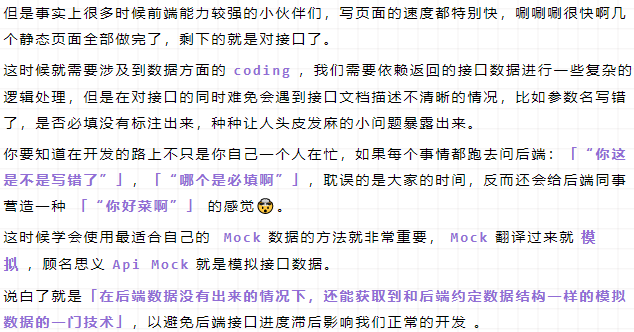 但是事实上很多时候前端能力较强的小伙伴们，写页面的速度都特别快，唰唰唰很快啊几
个静态页面全部做完了，剩下的就是对接口了。
这时候就需要涉及到数据方面的 coding ，我们需要依赖返回的接口数据进行一些复杂的
逻辑处理，但是在对接口的同时难免会遇到接口文档描述不清晰的情况，比如参数名写错
了，是否必填没有标注出来，种种让人头皮发麻的小问题暴露出来。
你要知道在开发的路上不只是你自己一个人在忙，如果每个事情都跑去问后端：「“你这
是不是写错了”」，「“哪个是必填啊”」，耽误的是大家的时间，反而还会给后端同事
营造一种 「“你好菜啊”」 的感觉🤯。
这时候学会使用最适合自己的 Mock 数据的方法就非常重要， Mock 翻译过来就 模
拟 ，顾名思义 Api Mock 就是模拟接口数据。
说白了就是「在后端数据没有出来的情况下，还能获取到和后端约定数据结构一样的模拟
数据的一门技术」，以避免后端接口进度滞后影响我们正常的开发 。